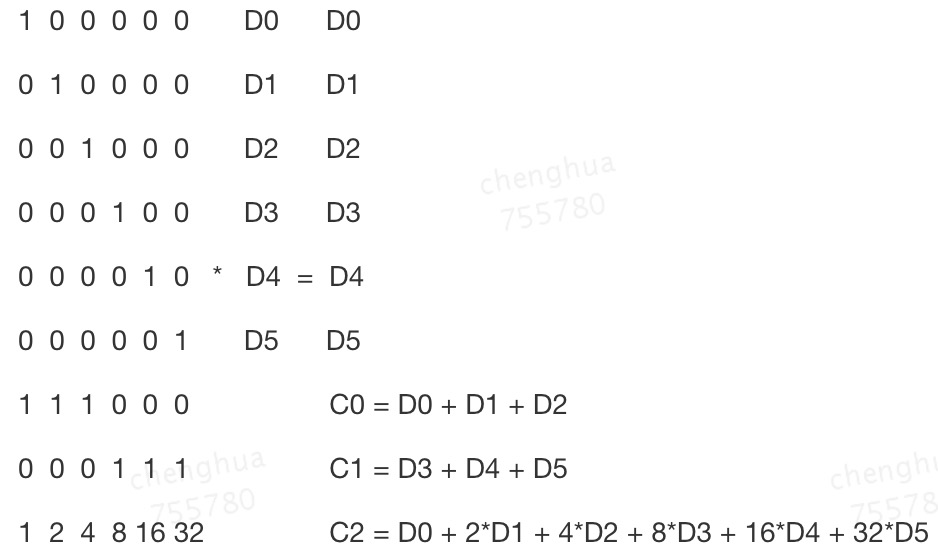 1 0 0 0 0 0 D0 D0
0 1 0 0 0 0 D1 D1
0 0 1 0 0 0 D2 D2
chenghua
755780
0 0 0 1 0 0 D3 D3
0 0 0 0 1 0 * D4 = D4
0 0 0 0 0 1 D5 D5
1 1 1 0 0 0 C0 = D0 + D1 + D2
0 0 0 1 1 1 C1 = D3 + D4 + D5
chenghua
755780
chenghu
75578
1 2 4 8 16 32 C2 = D0 + 2*D1 + 4*D2 + 8*D3 + 16*D4 + 32*D5